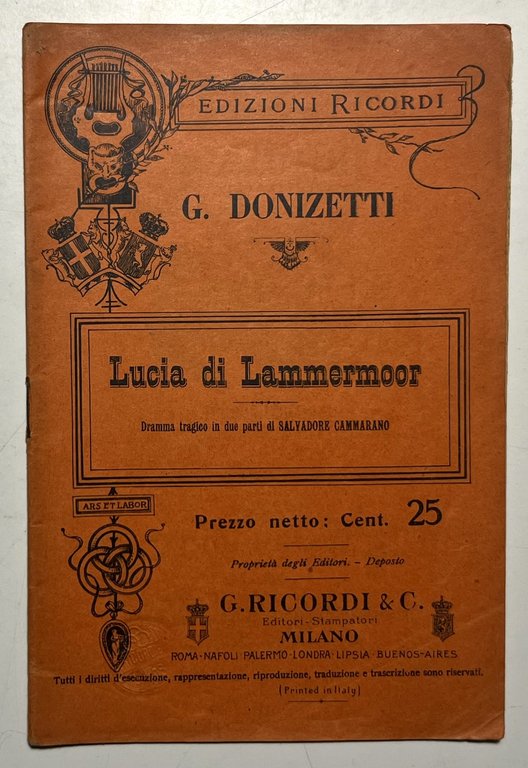 EDIZIONI RICORDI
G. DONIZETTI
Lucia di Lammermoor
Dramma tragico in due parti di SALVADORE CAMMARANO
ARS ET LABOR
Prezzo netto: Cent. 25
Proprietà degli Editori. - Deposto
G. RICORDI & C.
Editori-Stampatori
MILANO
ROMA-NAPOLI PALERMO-LONDRA-LIPSIA-BUENOS-AIRES
Tutti i diritti d'esecuzione, rappresentazione, riproduzione, traduzione e trascrizione sono riservati.
(Printed in Italy)